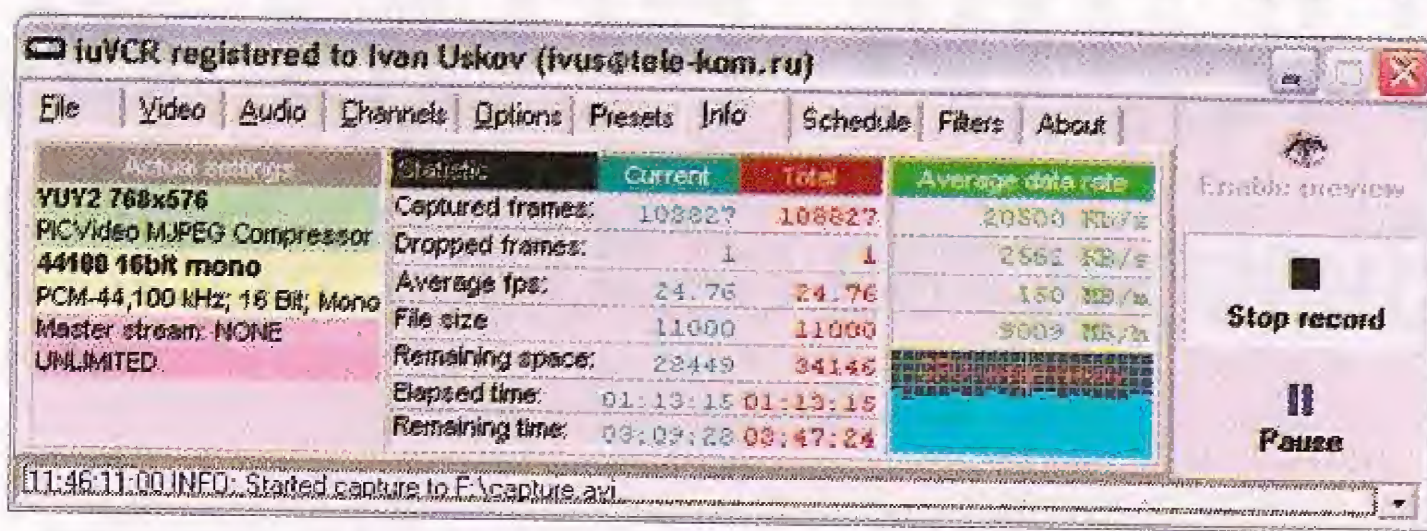 iuVCR registered to Ivan Uskov (ivus@tele-kom.ru)
File Video Audio Channels Options Presets Info Schedule Filters About
Actual settings
YUY2 768x576
PICVideo MJPEG Compressor
44100 16bit mono
PCM-44,100 kHz; 16 Bit; Mono
Master stream: NONE
UNLIMITED
Statistic Current Total
Captured frames: 108827 108827
Dropped frames: 1 1
Average fps: 24.76 24.76
File size 11000 11000
Remaining space: 28449 34146
Elapsed time: 01:13:15 01:13:15
Remaining time: 03:09:28 03:47:24
Average data rate
20500 Kb/s
2562 KB/s
150 MB/m
9009 MB/h
Enable preview
Stop record
Pause
11:46:11:00 INFO: Started capture to F:\capture.avi